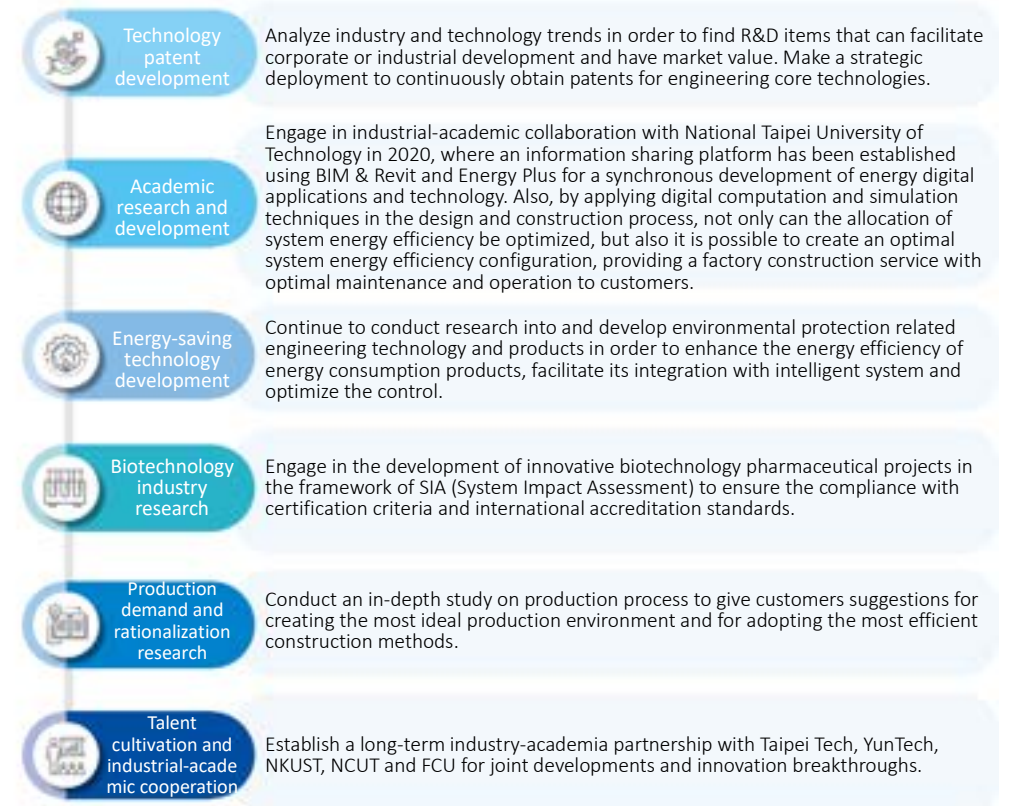 Technology
patent
development
Analyze industry and technology trends in order to find R&D items that can facilitate
corporate or industrial development and have market value. Make a strategic
deployment to continuously obtain patents for engineering core technologies.
Academic
research and
development
Engage in industrial-academic collaboration with National Taipei University of
Technology in 2020, where an information sharing platform has been established
using BIM & Revit and Energy Plus for a synchronous development of energy digital
applications and technology. Also, by applying digital computation and simulation
techniques in the design and construction process, not only can the allocation of
system energy efficiency be optimized, but also it is possible to create an optimal
system energy efficiency configuration, providing a factory construction service with
optimal maintenance and operation to customers.
Energy-saving
technology
development
Continue to conduct research into and develop environmental protection related
engineering technology and products in order to enhance the energy efficiency of
energy consumption products, facilitate its integration with intelligent system and
optimize the control.
Biotechnology
industry
research
Engage in the development of innovative biotechnology pharmaceutical projects in
the framework of SIA (System Impact Assessment) to ensure the compliance with
certification criteria and international accreditation standards.
Production
demand and
rationalization
research
Conduct an in-depth study on production process to give customers suggestions for
creating the most ideal production environment and for adopting the most efficient
construction methods.
Talent
cultivation and
industrial-acade
mic cooperation
Establish a long-term industry-academia partnership with Taipei Tech, YunTech,
NKUST, NCUT and FCU for joint developments and innovation breakthroughs.